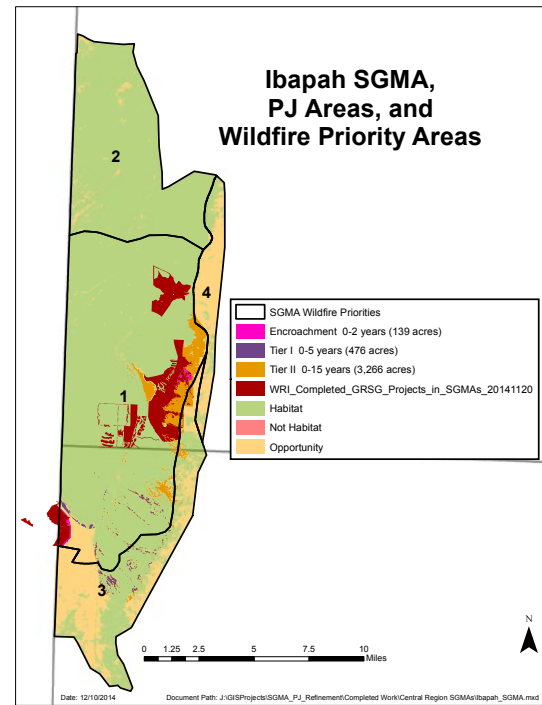 Ibapah SGMA,
PJ Areas, and
Wildfire Priority Areas
2
4
SGMA Wildfire Priorities
Encroachment 0-2 years (139 acres)
Tier I 0-5 years (476 acres)
Tier II 0-15 years (3,266 acres)
WRI_Completed_GRSG_Projects_in_SGMAs_20141120
Habitat
Not Habitat
Opportunity
1
3
N
0 1.25 2.5 5 7.5 10
Miles
Date: 12/10/2014 Document Path: J:\GISProjects\SGMA_PJ_Refinement\Completed Work\Central Region SGMAs\Ibapah_SGMA.mxd